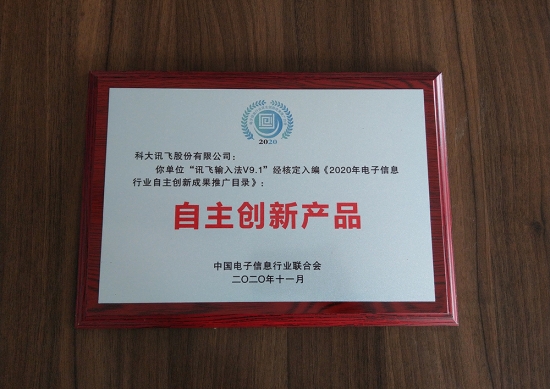 2020
科大讯飞股份有限公司：
你单位“讯飞输入法V9.1”经核定入编《2020年电子信息
行业自主创新成果推广目录》：
自主创新产品
中国电子信息行业联合会
二〇二〇年十一月